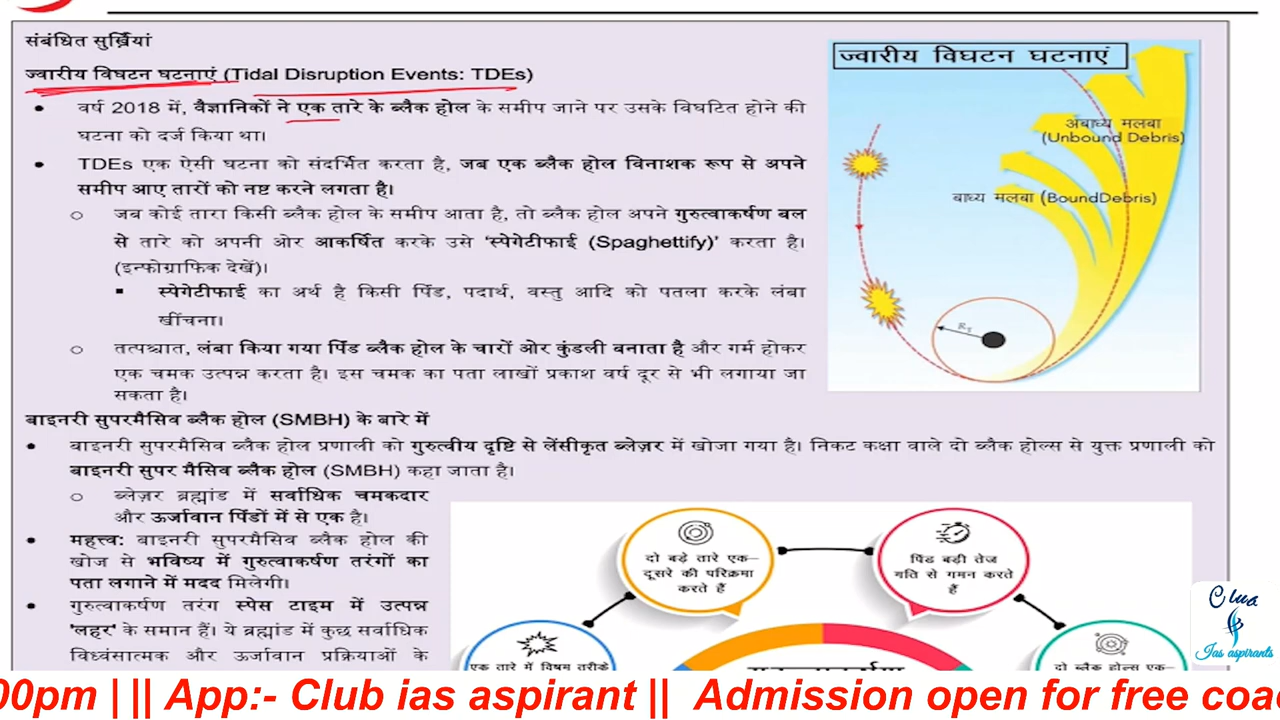 संबंधित सुर्ख़ियां
ज्वारीय विघटन घटनाएं (Tidal Disruption Events: TDEs)
• वर्ष 2018 में, वैज्ञानिकों ने एक तारे के ब्लैक होल के समीप जाने पर उसके विघटित होने की
घटना को दर्ज किया था।
• TDEs एक ऐसी घटना को संदर्भित करता है, जब एक ब्लैक होल विनाशक रूप से अपने
समीप आए तारों को नष्ट करने लगता है।
○ जब कोई तारा किसी ब्लैक होल के समीप आता है, तो ब्लैक होल अपने गुरुत्वाकर्षण बल
से तारे को अपनी ओर आकर्षित करके उसे 'स्पेगेटीफाई (Spaghettify)' करता है।
(इन्फोग्राफिक देखें)।
▪ स्पेगेटीफाई का अर्थ है किसी पिंड, पदार्थ, वस्तु आदि को पतला करके लंबा
खींचना।
○ तत्पश्चात, लंबा किया गया पिंड ब्लैक होल के चारों ओर कुंडली बनाता है और गर्म होकर
एक चमक उत्पन्न करता है। इस चमक का पता लाखों प्रकाश वर्ष दूर से भी लगाया जा
सकता है।
ज्वारीय विघटन घटनाएं
अबाध्य मलबा
(Unbound Debris)
बाध्य मलबा (BoundDebris)
R
बाइनरी सुपरमैसिव ब्लैक होल (SMBH) के बारे में
• बाइनरी सुपरमैसिव ब्लैक होल प्रणाली को गुरुत्वीय दृष्टि से लेंसीकृत ब्लेज़र में खोजा गया है। निकट कक्षा वाले दो ब्लैक होल्स से युक्त प्रणाली को
बाइनरी सुपर मैसिव ब्लैक होल (SMBH) कहा जाता है।
○ ब्लेज़र ब्रह्मांड में सर्वाधिक चमकदार
और ऊर्जावान पिंडों में से एक है।
• महत्त्व: बाइनरी सुपरमैसिव ब्लैक होल की
खोज से भविष्य में गुरुत्वाकर्षण तरंगों का
पता लगाने में मदद मिलेगी।
• गुरुत्वाकर्षण तरंग स्पेस टाइम में उत्पन्न
'लहर' के समान हैं। ये ब्रह्मांड में कुछ सर्वाधिक
विध्वंसात्मक और ऊर्जावान प्रक्रियाओं के
दो बड़े तारे एक–
दूसरे की परिक्रमा
करते हैं
पिंड बड़ी तेज
गति से गमन करते
हैं
एक तारे में विषम तरीके
दो ब्लैक होल्स एक–
Club
Ias aspirants
00pm | || App:- Club ias aspirant || Admission open for free coa